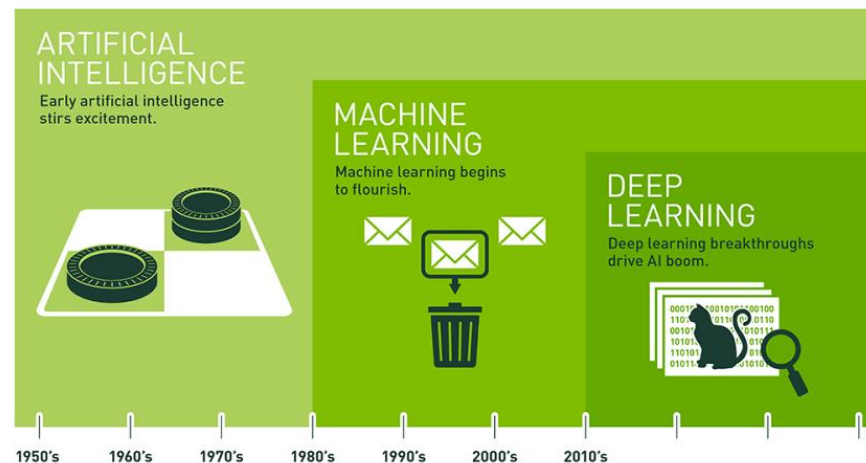 ARTIFICIAL
INTELLIGENCE
Early artificial intelligence
stirs excitement.
MACHINE
LEARNING
Machine learning begins
to flourish.
DEEP
LEARNING
Deep learning breakthroughs
drive AI boom.
1950's 1960's 1970's 1980's 1990's 2000's 2010's